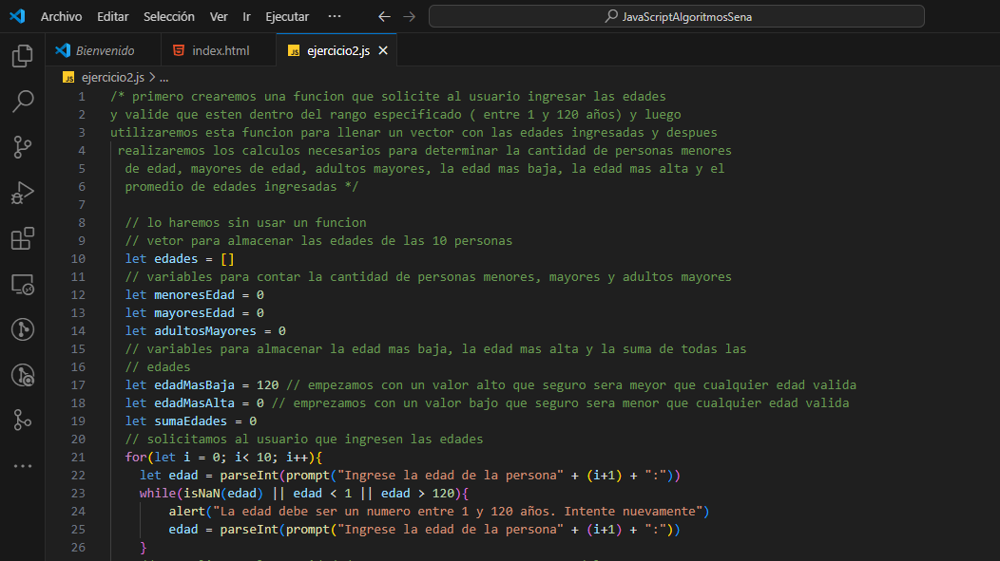 Archivo Editar Selección Ver Ir Ejecutar ··· JavaScriptAlgoritmosSena
Bienvenido index.html JS ejercicio2.js
JS ejercicio2.js > ...
1 /* primero crearemos una funcion que solicite al usuario ingresar las edades
2 y valide que esten dentro del rango especificado ( entre 1 y 120 años) y luego
3 utilizaremos esta funcion para llenar un vector con las edades ingresadas y despues
4 realizaremos los calculos necesarios para determinar la cantidad de personas menores
5 de edad, mayores de edad, adultos mayores, la edad mas baja, la edad mas alta y el
6 promedio de edades ingresadas */
7
8 // lo haremos sin usar un funcion
9 // vetor para almacenar las edades de las 10 personas
10 let edades = []
11 // variables para contar la cantidad de personas menores, mayores y adultos mayores
12 let menoresEdad = 0
13 let mayoresEdad = 0
14 let adultosMayores = 0
15 // variables para almacenar la edad mas baja, la edad mas alta y la suma de todas las
16 // edades
17 let edadMasBaja = 120 // empezamos con un valor alto que seguro sera meyor que cualquier edad valida
18 let edadMasAlta = 0 // emprezamos con un valor bajo que seguro sera menor que cualquier edad valida
19 let sumaEdades = 0
20 // solicitamos al usuario que ingresen las edades
21 for(let i = 0; i< 10; i++){
22 let edad = parseInt(prompt("Ingrese la edad de la persona" + (i+1) + ":"))
23 while(isNaN(edad) || edad < 1 || edad > 120){
24 alert("La edad debe ser un numero entre 1 y 120 años. Intente nuevamente")
25 edad = parseInt(prompt("Ingrese la edad de la persona" + (i+1) + ":"))
26 }